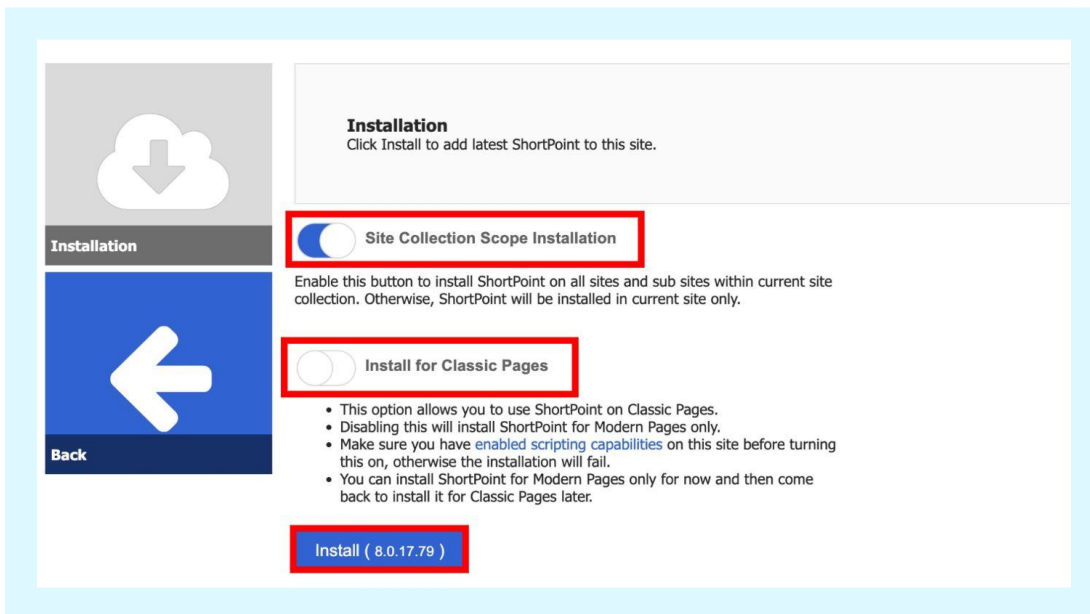 Installation
Click Install to add latest ShortPoint to this site.
Installation
Site Collection Scope Installation
Enable this button to install ShortPoint on all sites and sub sites within current site
collection. Otherwise, ShortPoint will be installed in current site only.
Install for Classic Pages
• This option allows you to use ShortPoint on Classic Pages.
• Disabling this will install ShortPoint for Modern Pages only.
• Make sure you have enabled scripting capabilities on this site before turning
this on, otherwise the installation will fail.
• You can install ShortPoint for Modern Pages only for now and then come
back to install it for Classic Pages later.
Back
Install ( 8.0.17.79 )